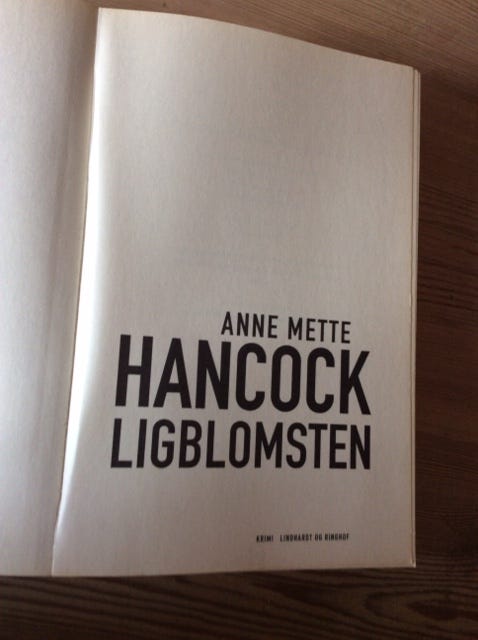 ANNE METTE
HANCOCK
LIGBLOMSTEN
KRIMI LINDHARDT OG RINGHOF